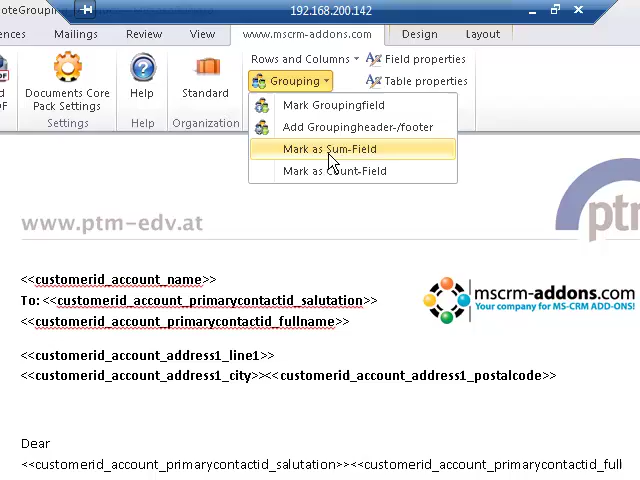 oteGrouping
192.168.200.142
ences Mailings Review View www.mscrm-addons.com Design Layout
Rows and Columns Field properties
Grouping Table properties
Documents Core
Pack Settings
Help
Standard
Settings Help Organization
Mark Groupingfield
Add Groupingheader-/footer
Mark as Sum-Field
Mark as Count-Field
www.ptm-edv.at
ptm
<<customerid_account_name>>
To: <<customerid_account_primarycontactid_salutation>>
<<customerid_account_primarycontactid_fullname>>
mscrm-addons.com
Your company for MS-CRM ADD-ONS!
<<customerid_account_address1_line1>>
<<customerid_account_address1_city>><<customerid_account_address1_postalcode>>
Dear
<<customerid_account_primarycontactid_salutation>><<customerid_account_primarycontactid_full